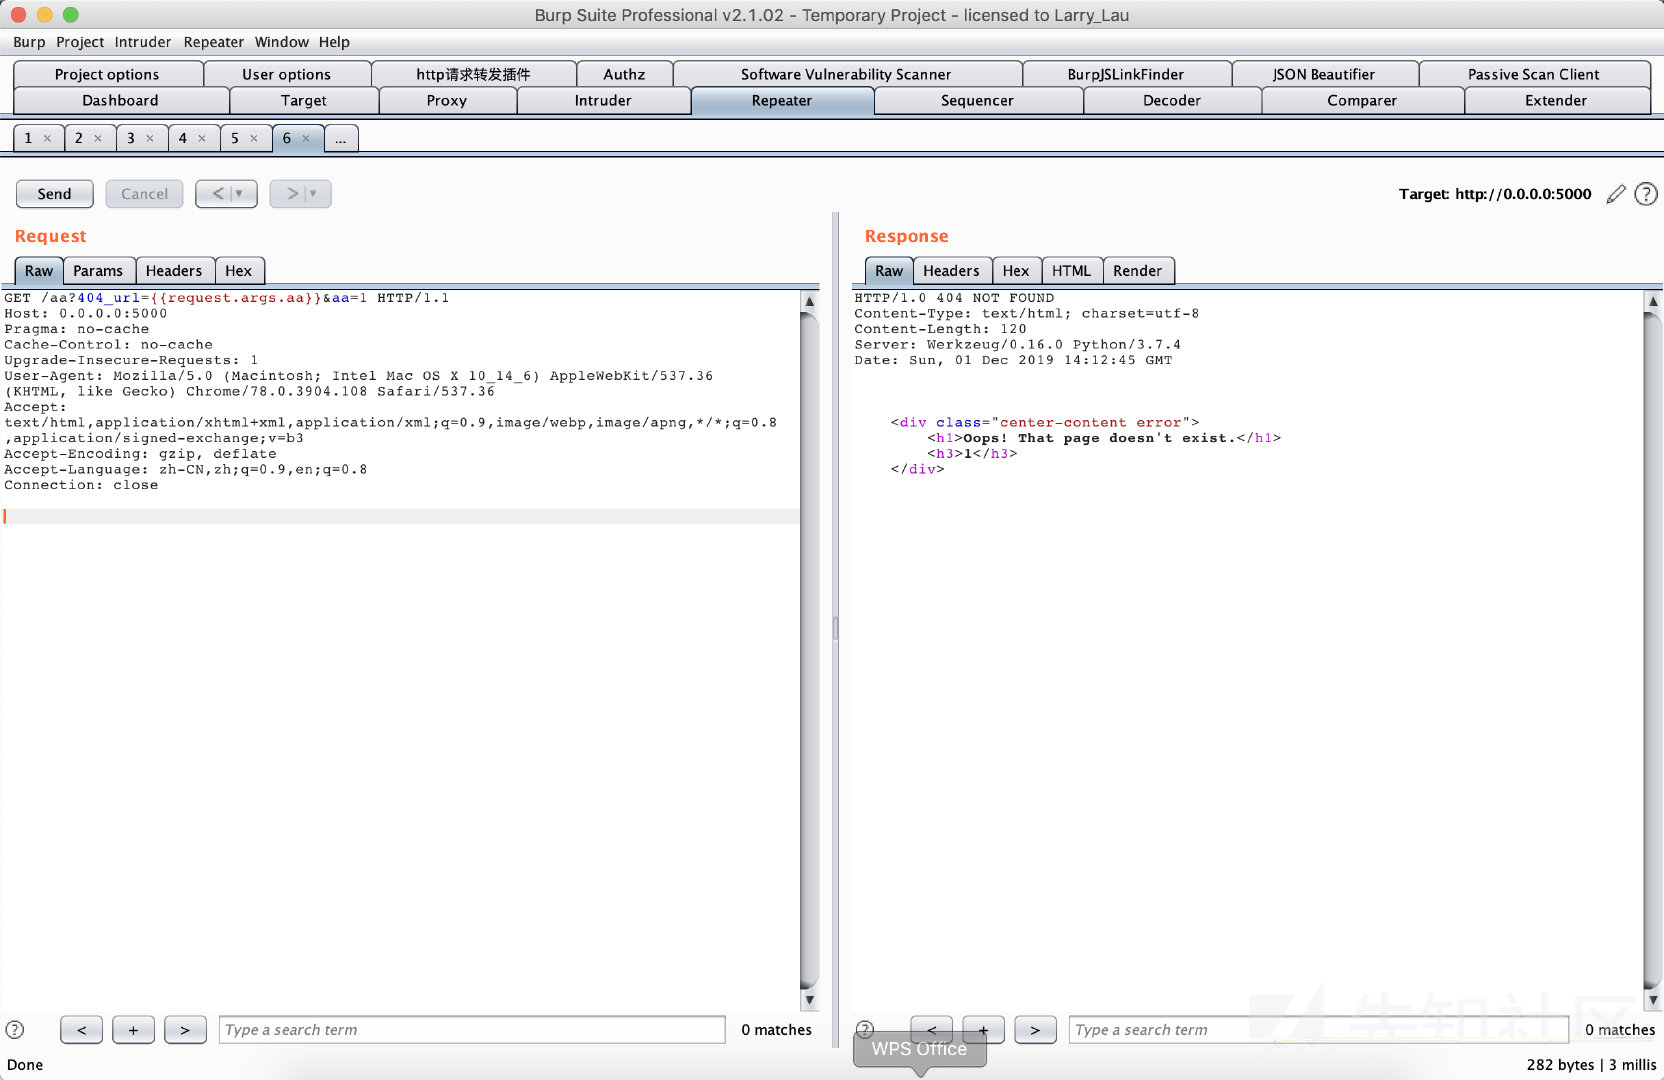 Burp Suite Professional v2.1.02 - Temporary Project - licensed to Larry_Lau
Burp Project Intruder Repeater Window Help
Project options User options http请求转发插件 Authz Software Vulnerability Scanner BurpJSLinkFinder JSON Beautifier Passive Scan Client
Dashboard Target Proxy Intruder Repeater Sequencer Decoder Comparer Extender
1 × 2 × 3 × 4 × 5 × 6 × ...
Send Cancel < | ▼ > | ▼ Target: http://0.0.0.0:5000 ?
Request
Raw Params Headers Hex
GET /aa?404_url={{request.args.aa}}&aa=1 HTTP/1.1
Host: 0.0.0.0:5000
Pragma: no-cache
Cache-Control: no-cache
Upgrade-Insecure-Requests: 1
User-Agent: Mozilla/5.0 (Macintosh; Intel Mac OS X 10_14_6) AppleWebKit/537.36
(KHTML, like Gecko) Chrome/78.0.3904.108 Safari/537.36
Accept:
text/html,application/xhtml+xml,application/xml;q=0.9,image/webp,image/apng,*/*;q=0.8
,application/signed-exchange;v=b3
Accept-Encoding: gzip, deflate
Accept-Language: zh-CN,zh;q=0.9,en;q=0.8
Connection: close
? < + > Type a search term 0 matches
Response
Raw Headers Hex HTML Render
HTTP/1.0 404 NOT FOUND
Content-Type: text/html; charset=utf-8
Content-Length: 120
Server: Werkzeug/0.16.0 Python/3.7.4
Date: Sun, 01 Dec 2019 14:12:45 GMT
<div class="center-content error">
<h1>Oops! That page doesn't exist.</h1>
<h3>1</h3>
</div>
? < + > Type a search term 0 matches
先知社区
WPS Office
Done 282 bytes | 3 millis